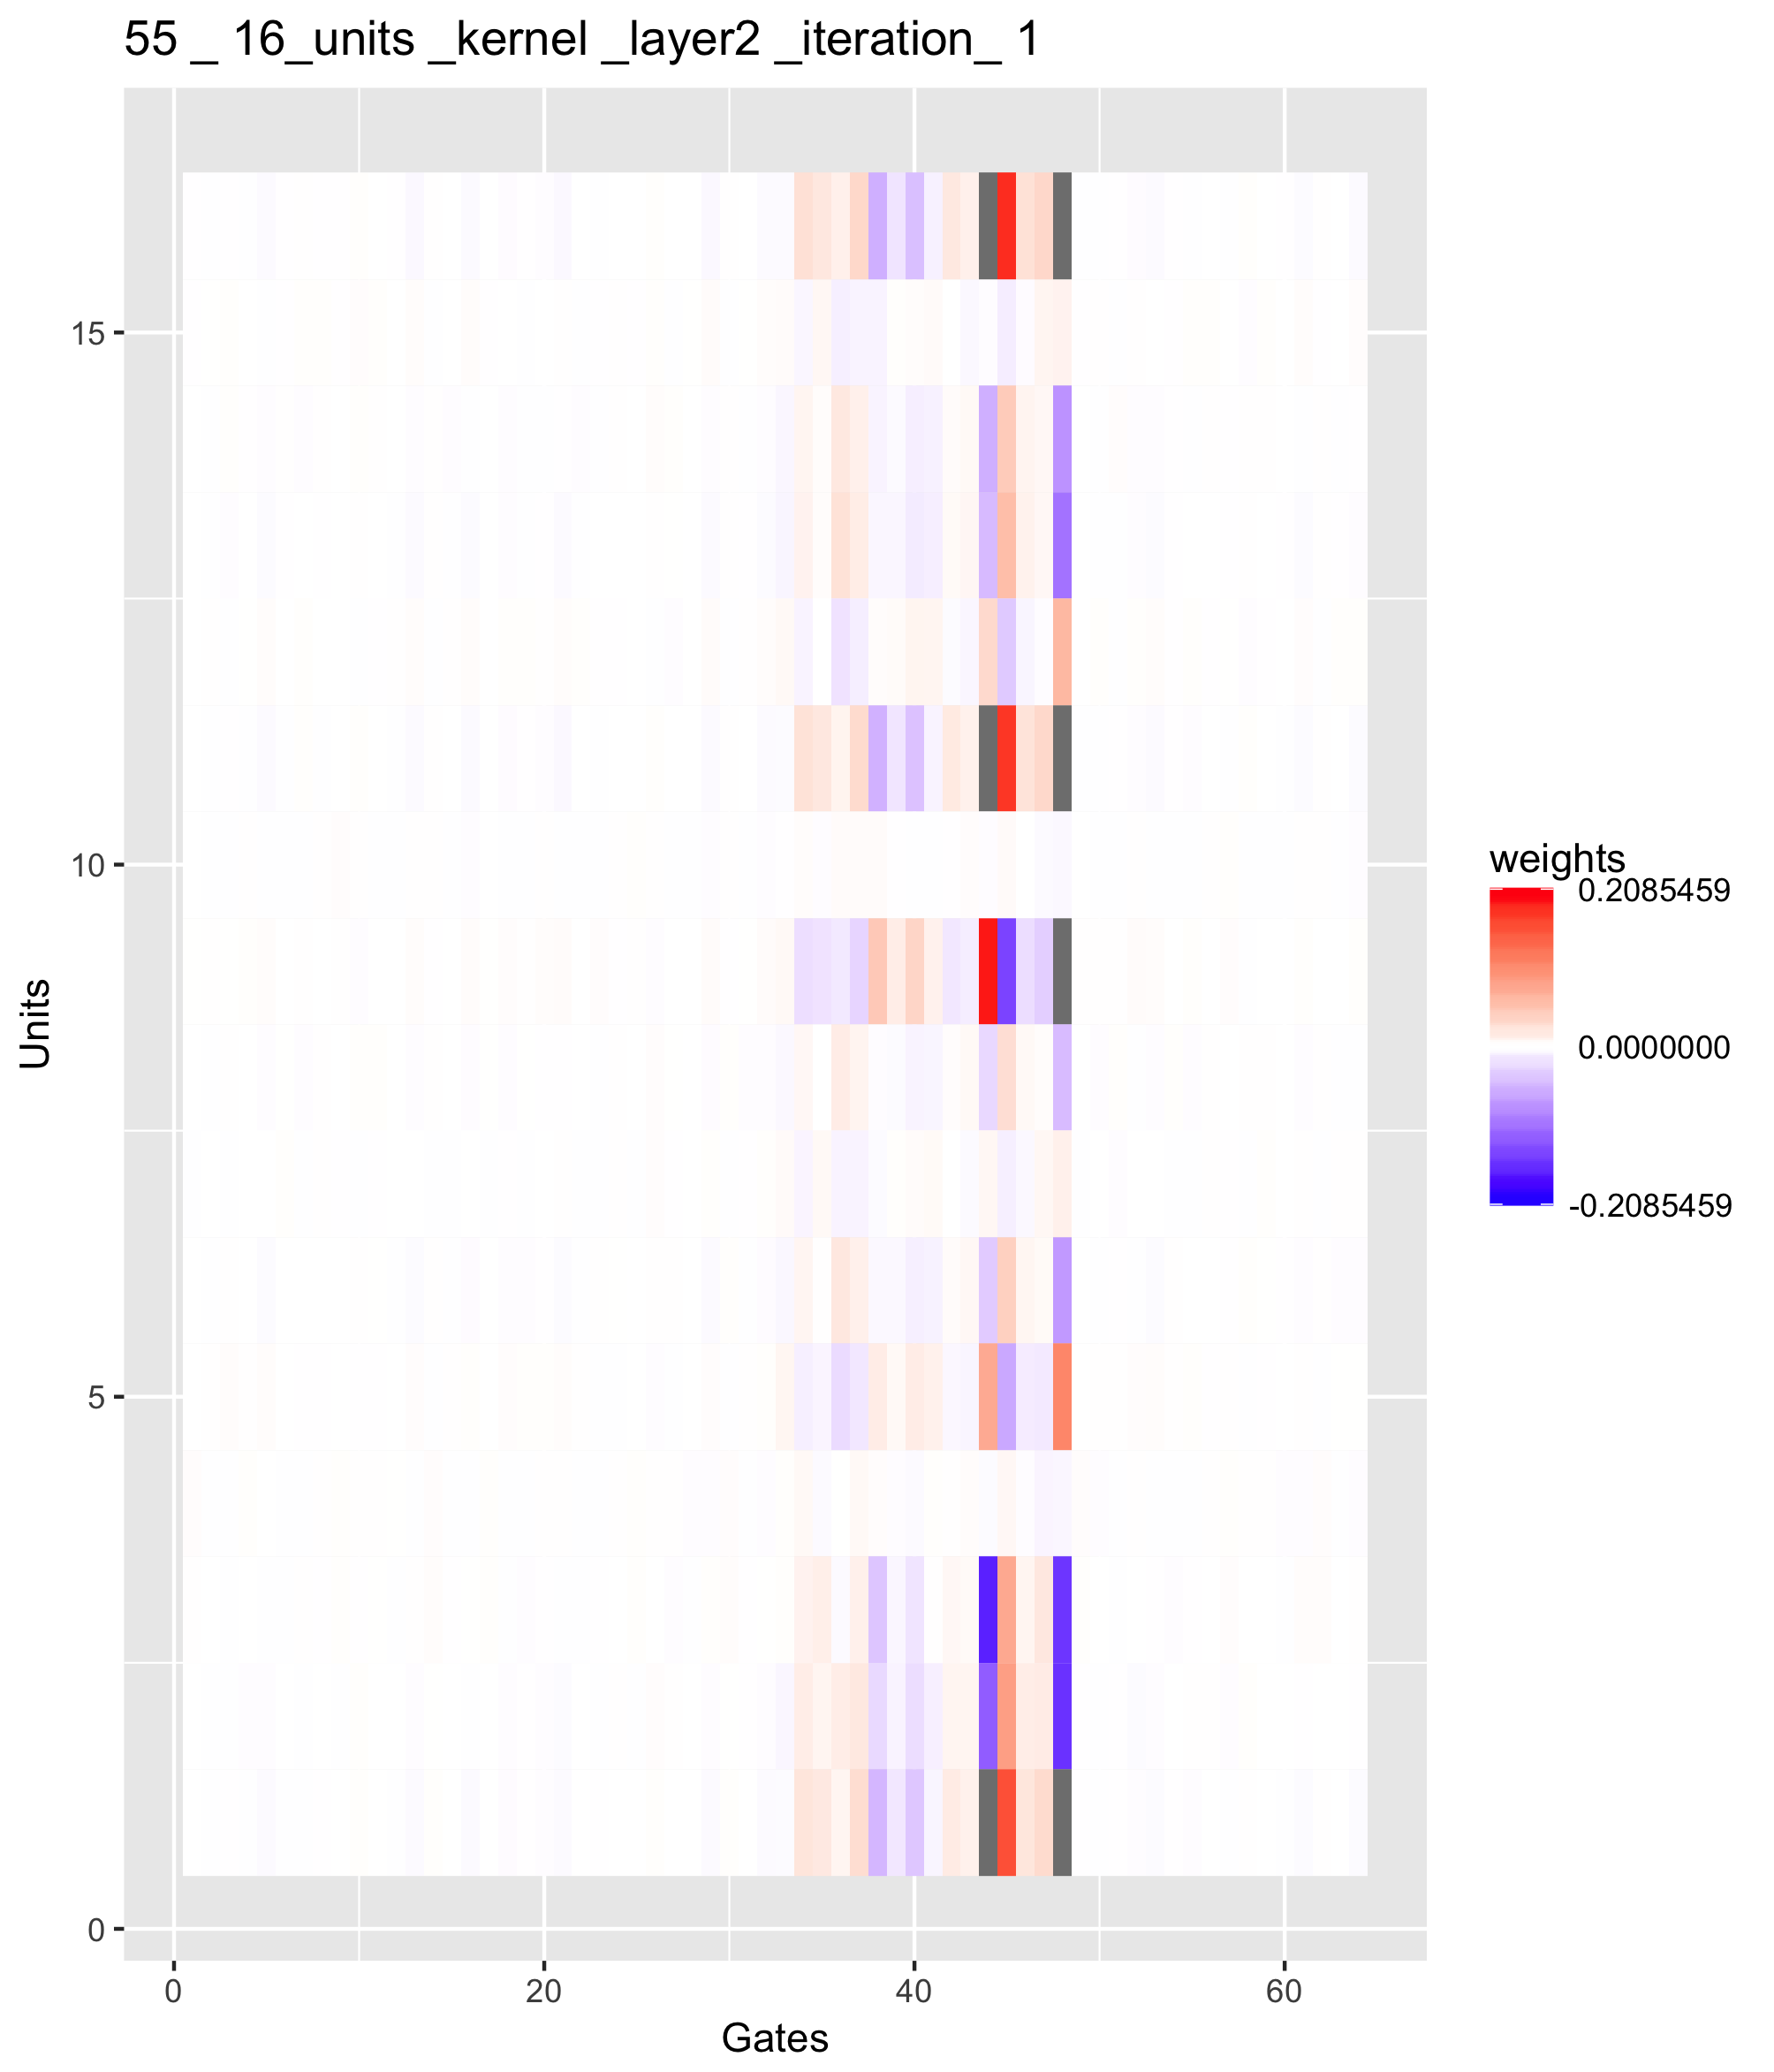 55 _ 16_units _kernel _layer2 _iteration_ 1
15
10
5
0
Units
0
20
40
60
Gates
weights
0.2085459
0.0000000
-0.2085459